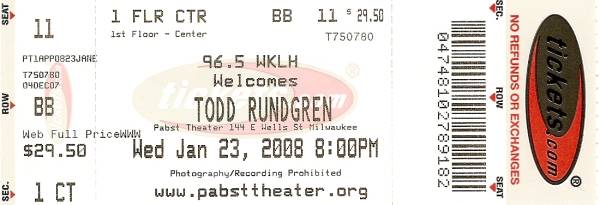 SEAT
11
PT1APP0823JANE
T750780
04DEC07
ROW
BB
Web Full PriceWWW
$29.50
SEC.
1 CT
1 FLR CTR BB 11 $ 29.50
1st Floor - Center T750780
96.5 WKLH
Welcomes
TODD RUNDGREN
Pabst Theater 144 E Wells St Milwaukee
Wed Jan 23, 2008 8:00PM
Photography/Recording Prohibited
www.pabsttheater.org
tickets.com
04748102789182
SEAT
ROW
SEC.
NO REFUNDS OR EXCHANGES
tickets.com®